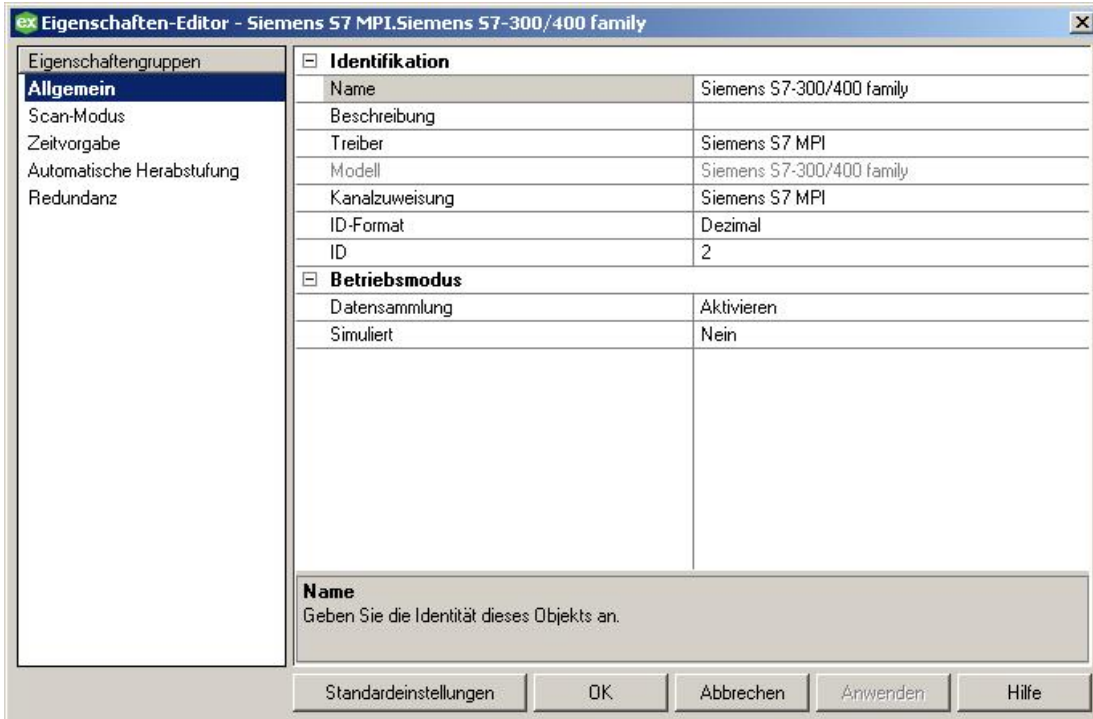 ex Eigenschaften-Editor - Siemens S7 MPI.Siemens S7-300/400 family
Eigenschaftengruppen
Allgemein
Scan-Modus
Zeitvorgabe
Automatische Herabstufung
Redundanz
Identifikation
Name Siemens S7-300/400 family
Beschreibung
Treiber Siemens S7 MPI
Modell Siemens S7-300/400 family
Kanalzuweisung Siemens S7 MPI
ID-Format Dezimal
ID 2
Betriebsmodus
Datensammlung Aktivieren
Simuliert Nein
Name
Geben Sie die Identität dieses Objekts an.
Standardeinstellungen OK Abbrechen Anwenden Hilfe